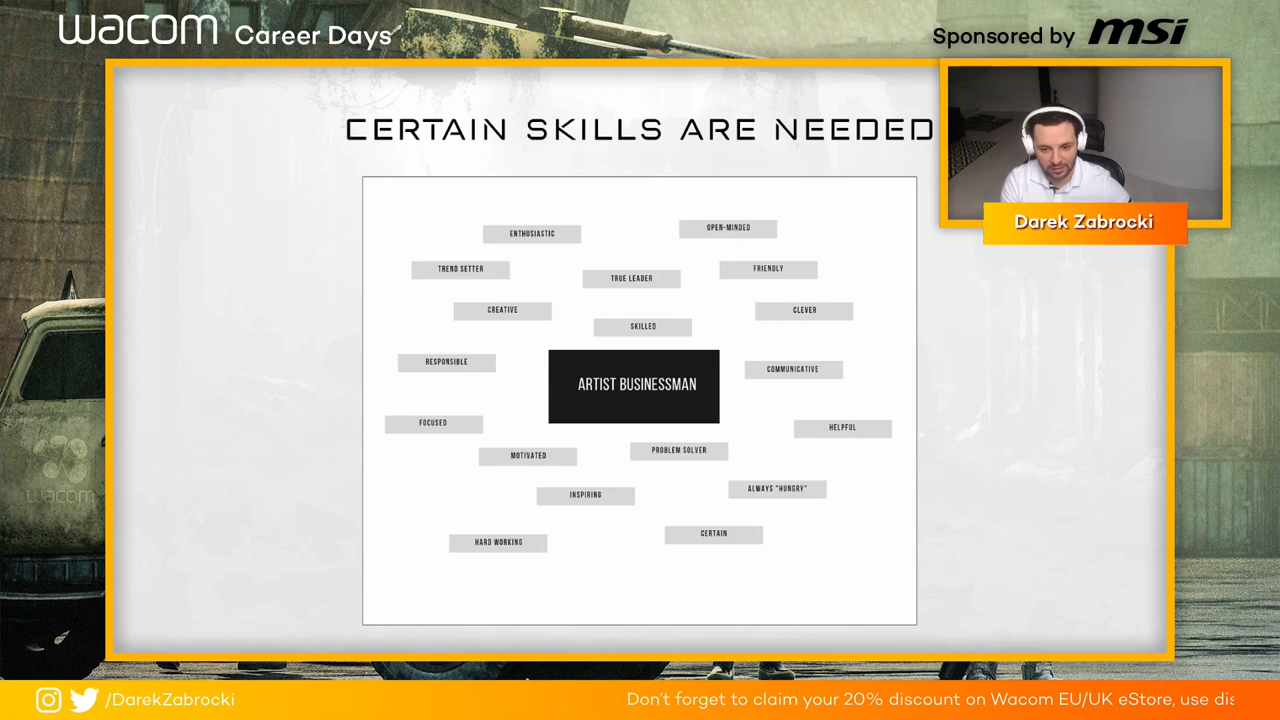 wacom Career Days
Sponsored by msi
CERTAIN SKILLS ARE NEEDED
Darek Zabrocki
ENTHUSIASTIC
OPEN-MINDED
TREND SETTER
TRUE LEADER
FRIENDLY
CREATIVE
CLEVER
SKILLED
RESPONSIBLE
COMMUNICATIVE
ARTIST BUSINESSMAN
FOCUSED
HELPFUL
MOTIVATED
PROBLEM SOLVER
INSPIRING
ALWAYS "HUNGRY"
HARD WORKING
CERTAIN
wacom
/DarekZabrocki
Don't forget to claim your 20% discount on Wacom EU/UK eStore, use dis